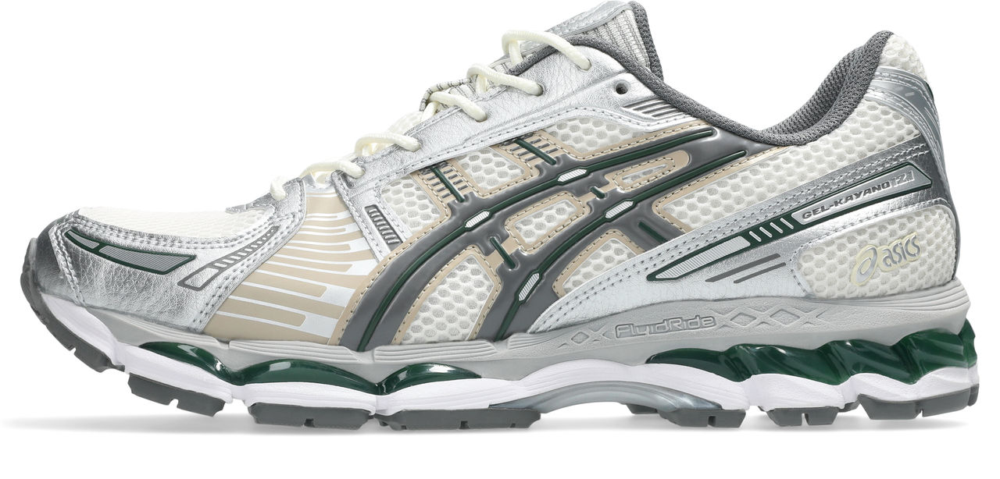 GEL-KAYANO 12.1
asics
FluidRide